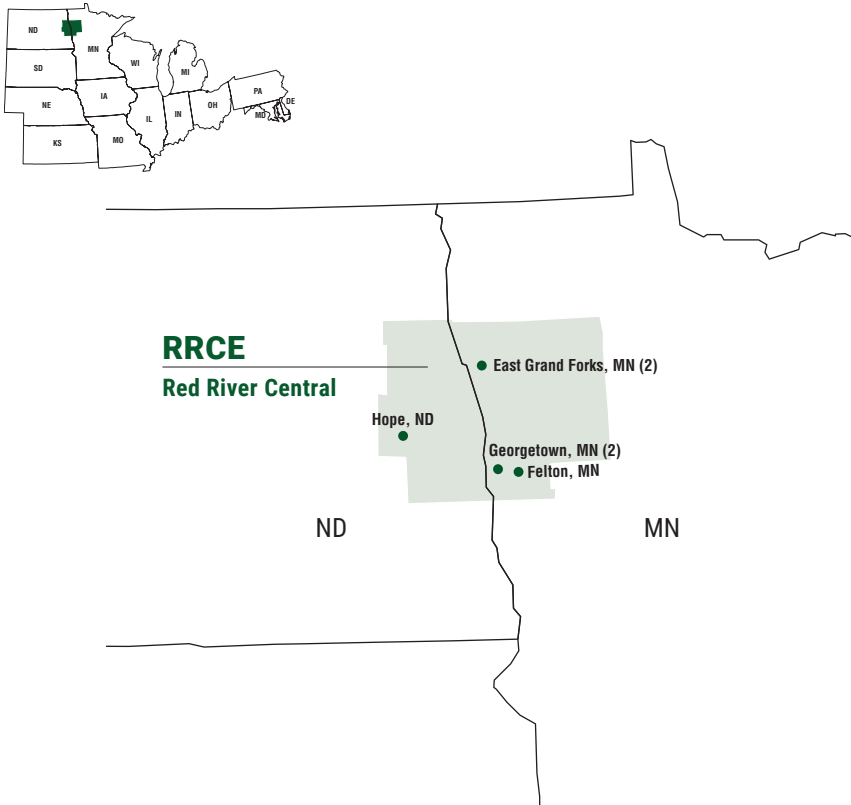 ND
MN
SD
WI
MI
NE
IA
PA
DE
IL
IN
OH
MD
KS
MO
RRCE
Red River Central
East Grand Forks, MN (2)
Hope, ND
Georgetown, MN (2)
Felton, MN
ND
MN